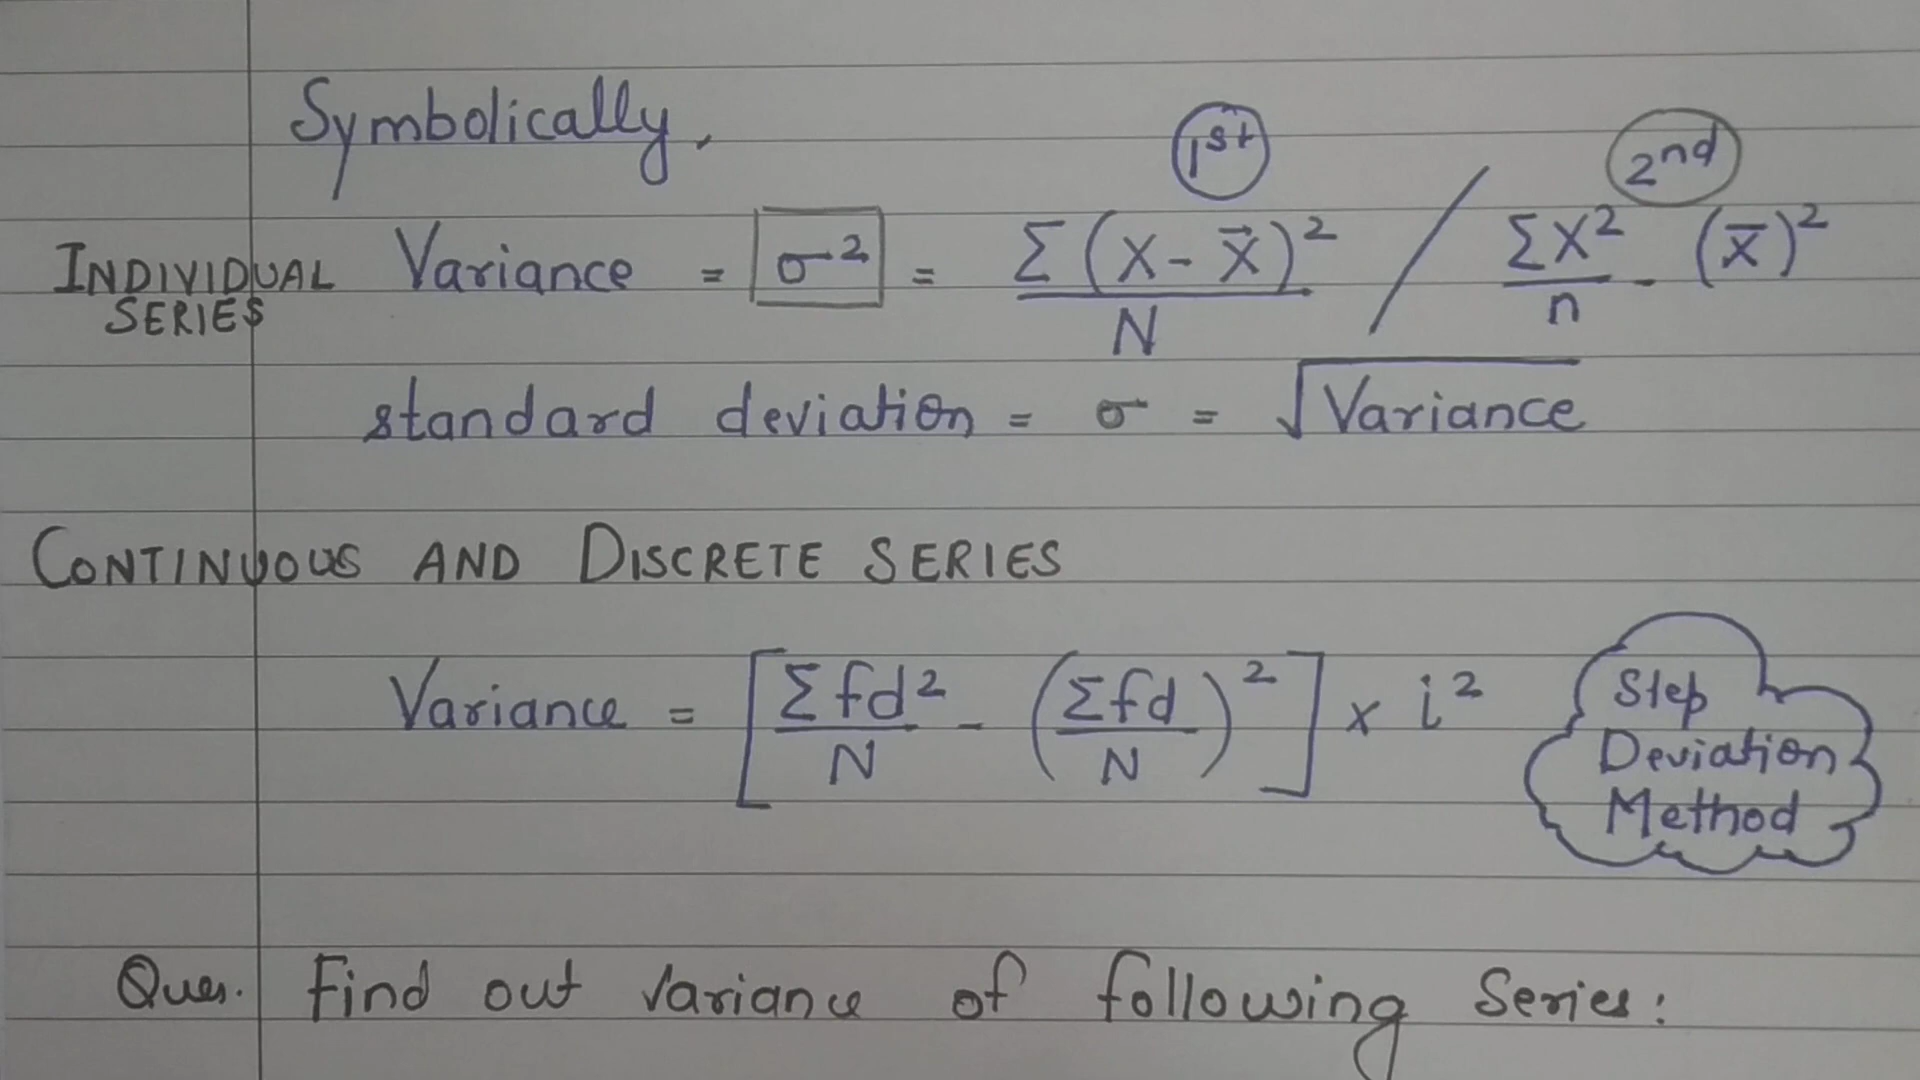 Symbolically,
1st 2nd
INDIVIDUAL SERIES Variance = σ² = Σ(X-x̄)²/N / ΣX²/n - (x̄)²
standard deviation = σ = √Variance
CONTINUOUS AND DISCRETE SERIES
Variance = [Σfd²/N - (Σfd/N)²] × i²
Step
Deviation
Method
Ques. Find out variance of following Series: